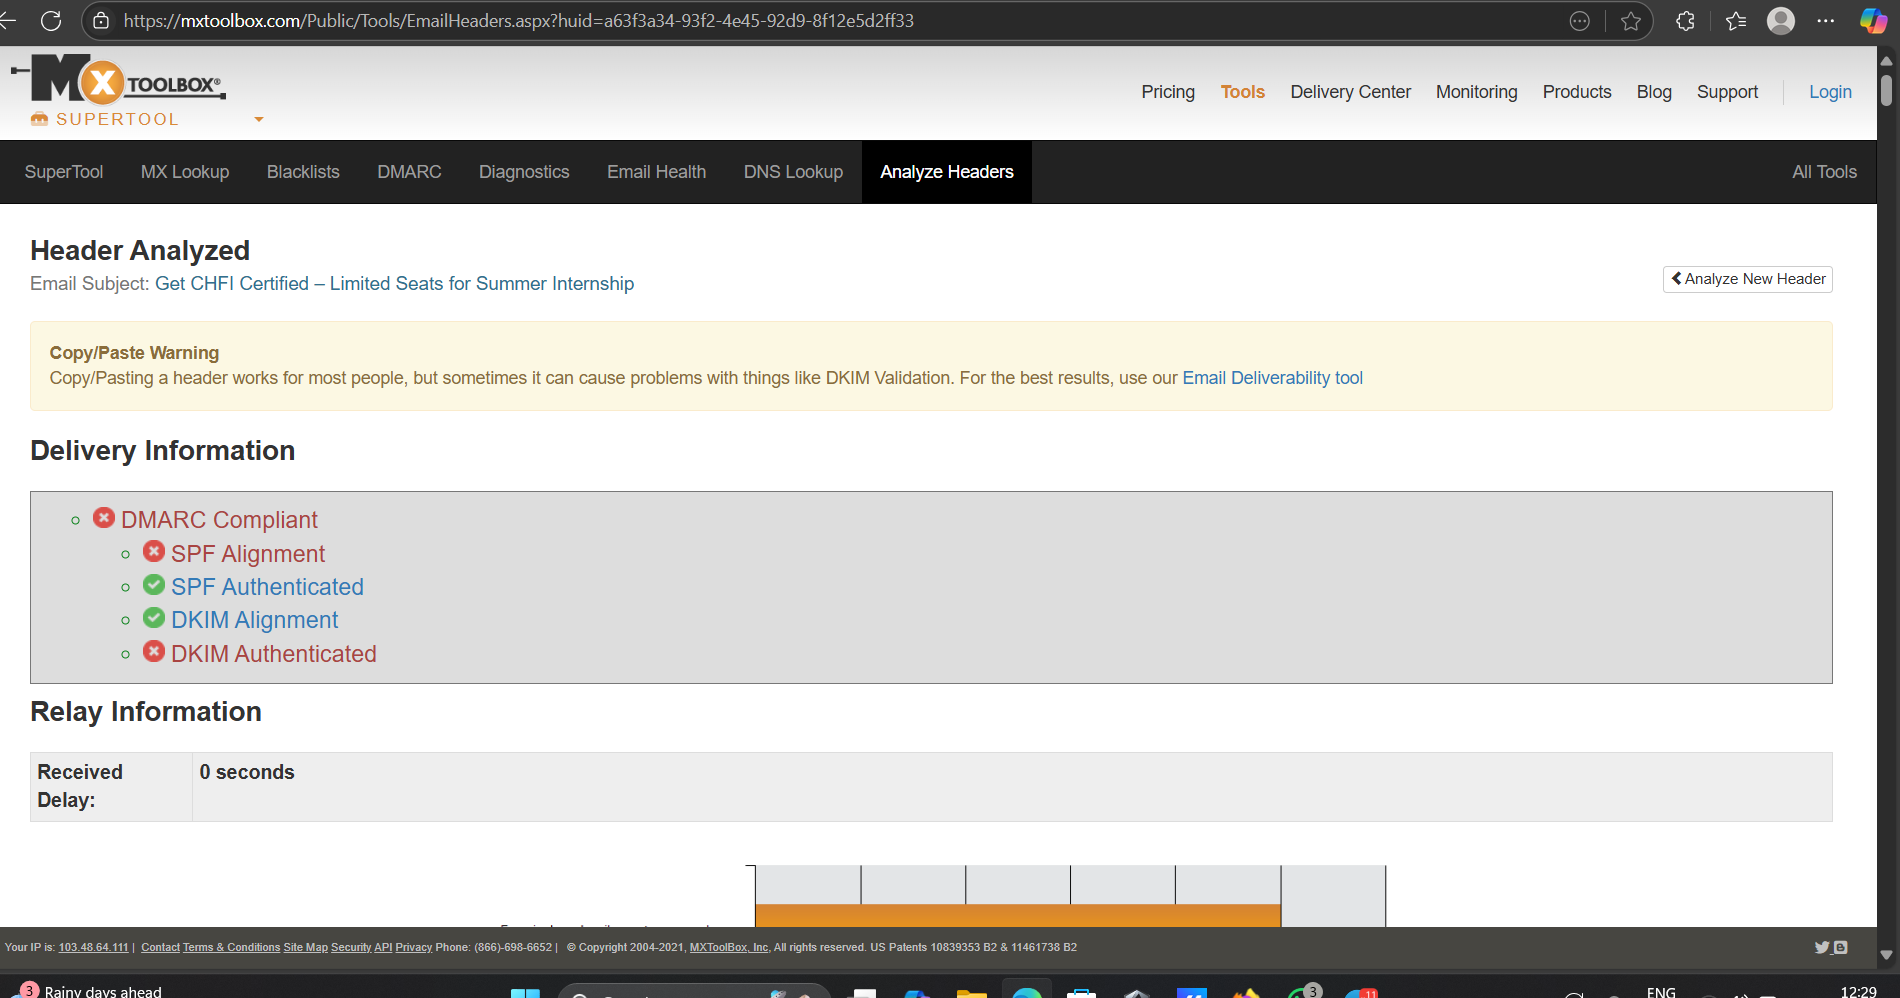 https://mxtoolbox.com/Public/Tools/EmailHeaders.aspx?huid=a63f3a34-93f2-4e45-92d9-8f12e5d2ff33
MX TOOLBOX®
SUPERTOOL
Pricing Tools Delivery Center Monitoring Products Blog Support Login
SuperTool MX Lookup Blacklists DMARC Diagnostics Email Health DNS Lookup Analyze Headers All Tools
Header Analyzed
Email Subject: Get CHFI Certified – Limited Seats for Summer Internship
Analyze New Header
Copy/Paste Warning
Copy/Pasting a header works for most people, but sometimes it can cause problems with things like DKIM Validation. For the best results, use our Email Deliverability tool
Delivery Information
DMARC Compliant
SPF Alignment
SPF Authenticated
DKIM Alignment
DKIM Authenticated
Relay Information
Received Delay:
0 seconds
Your IP is: 103.48.64.111 | Contact Terms & Conditions Site Map Security API Privacy Phone: (866)-698-6652 | © Copyright 2004-2021, MXToolBox, Inc, All rights reserved. US Patents 10839353 B2 & 11461738 B2
3 Rainy days ahead
3
11
ENG
12:29